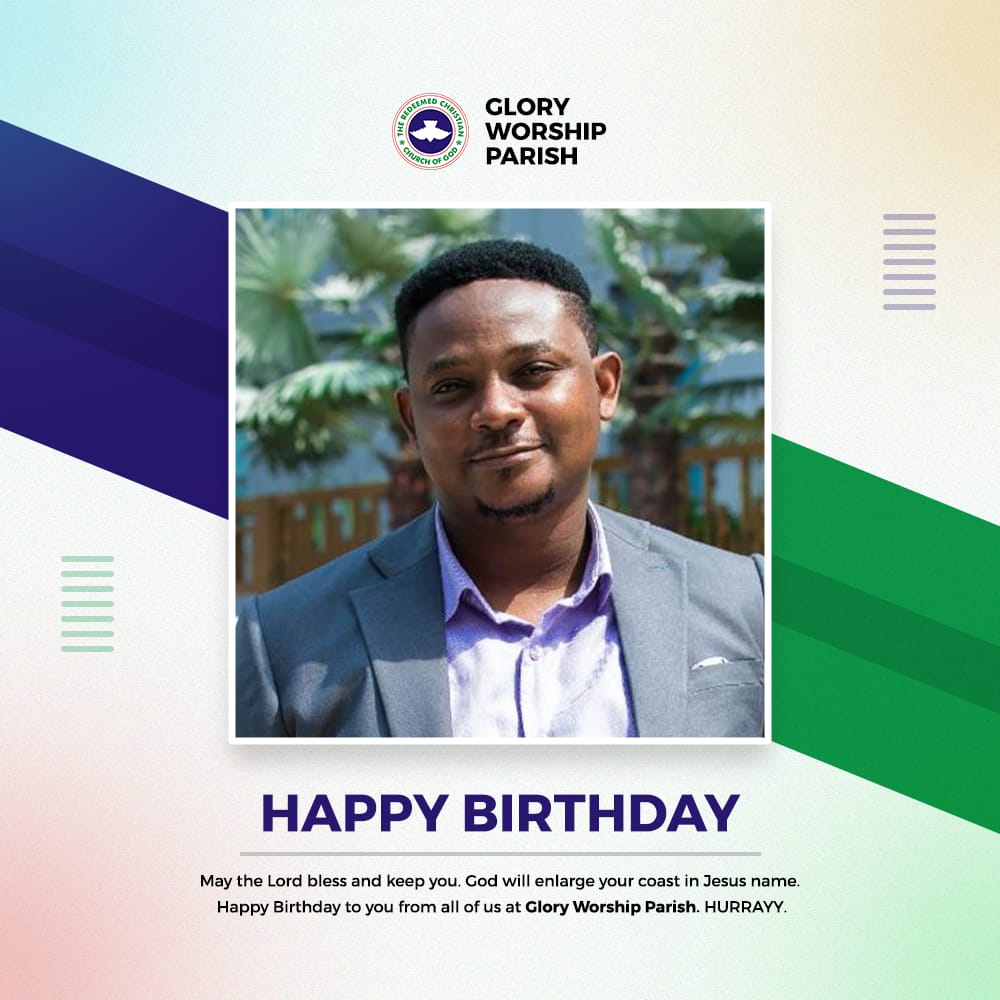 THE REDEEMED CHRISTIAN
CHURCH OF GOD
GLORY
WORSHIP
PARISH
HAPPY BIRTHDAY
May the Lord bless and keep you. God will enlarge your coast in Jesus name.
Happy Birthday to you from all of us at Glory Worship Parish. HURRAYY.